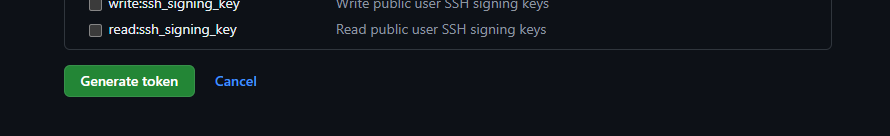 write:ssh_signing_key Write public user SSH signing keys
read:ssh_signing_key Read public user SSH signing keys
Generate token Cancel